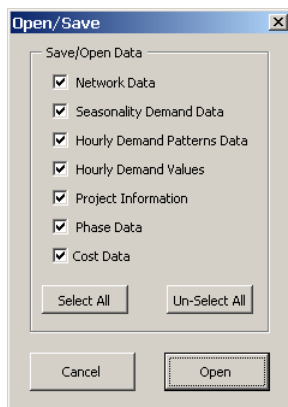 Open/Save
Save/Open Data
Network Data
Seasonality Demand Data
Hourly Demand Patterns Data
Hourly Demand Values
Project Information
Phase Data
Cost Data
Select All Un-Select All
Cancel Open